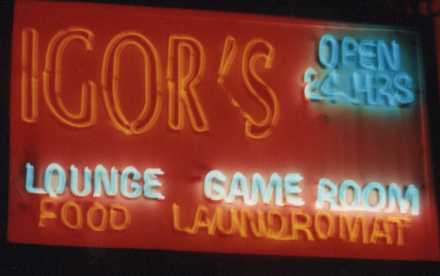 IGOR'S
OPEN
24 HRS
LOUNGE GAME ROOM
FOOD LAUNDROMAT